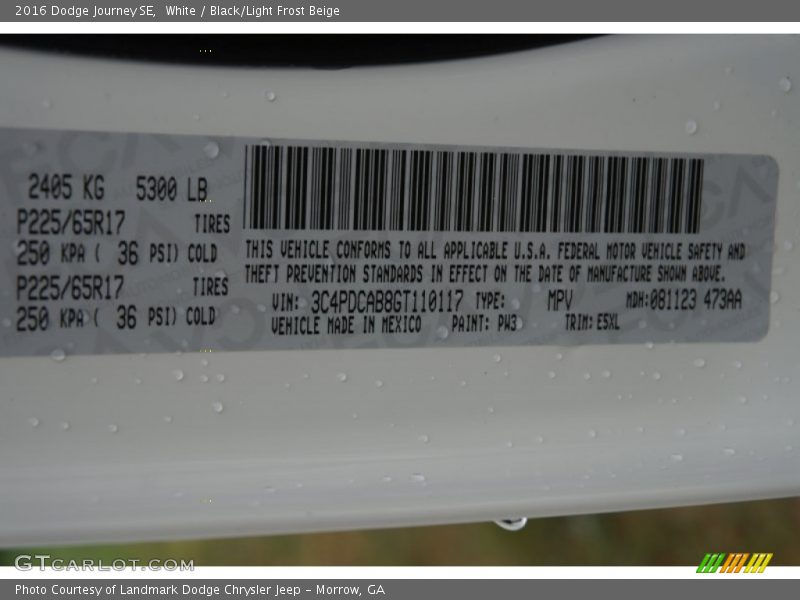 2016 Dodge Journey SE, White / Black/Light Frost Beige
2405 KG 5300 LB
P225/65R17 TIRES
250 KPA ( 36 PSI) COLD
P225/65R17 TIRES
250 KPA ( 36 PSI) COLD
THIS VEHICLE CONFORMS TO ALL APPLICABLE U.S.A. FEDERAL MOTOR VEHICLE SAFETY AND
THEFT PREVENTION STANDARDS IN EFFECT ON THE DATE OF MANUFACTURE SHOWN ABOVE.
VIN: 3C4PDCAB8GT110117 TYPE: MPV MDH:081123 473AA
VEHICLE MADE IN MEXICO PAINT: PW3 TRIM:E5XL
GTCARLOT.COM
Photo Courtesy of Landmark Dodge Chrysler Jeep - Morrow, GA